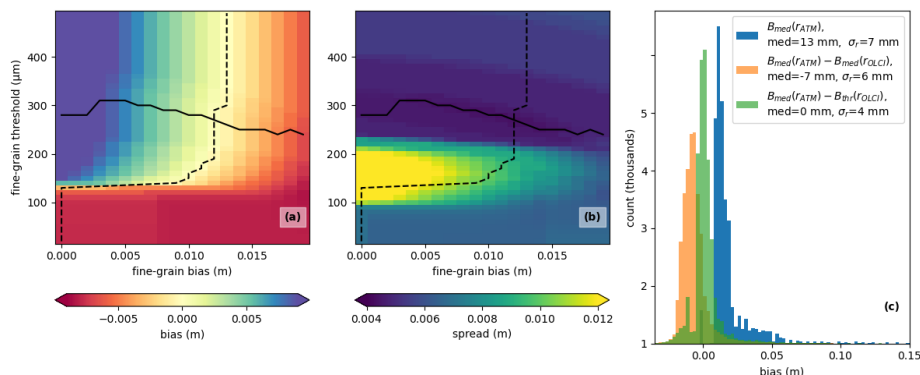 fine-grain threshold (μm)
400
300
200
100
(a)
0.000 0.005 0.010 0.015
fine-grain bias (m)
−0.005 0.000 0.005
bias (m)
400
300
200
100
(b)
0.000 0.005 0.010 0.015
fine-grain bias (m)
0.004 0.006 0.008 0.010 0.012
spread (m)
count (thousands)
5
4
3
2
1
B_med(r_ATM),
med=13 mm, σ_r=7 mm
B_med(r_ATM) − B_med(r_OLCI),
med=-7 mm, σ_r=6 mm
B_med(r_ATM) − B_thr(r_OLCI),
med=0 mm, σ_r=4 mm
(c)
0.00 0.05 0.10 0.15
bias (m)